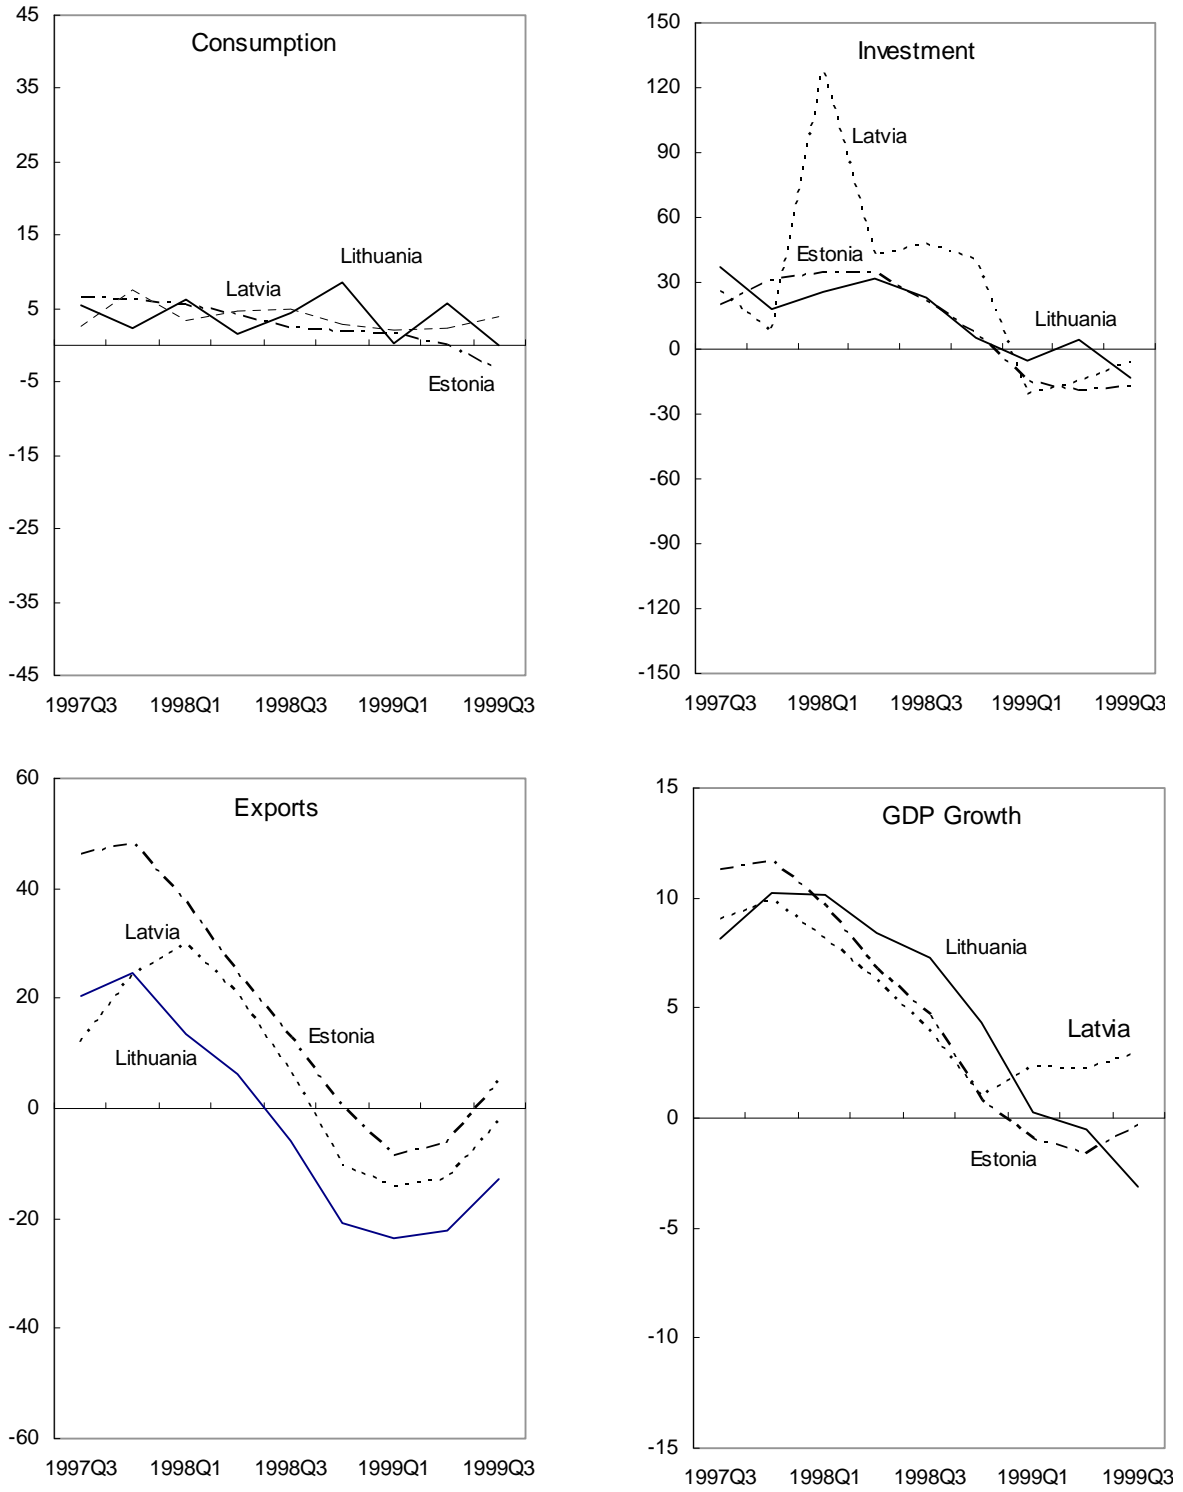 Consumption
45
35
25
15
5
-5
-15
-25
-35
-45
Lithuania
Latvia
Estonia
1997Q3 1998Q1 1998Q3 1999Q1 1999Q3
Investment
150
120
90
60
30
0
-30
-60
-90
-120
-150
Latvia
Estonia
Lithuania
1997Q3 1998Q1 1998Q3 1999Q1 1999Q3
Exports
60
40
20
0
-20
-40
-60
Latvia
Estonia
Lithuania
1997Q3 1998Q1 1998Q3 1999Q1 1999Q3
GDP Growth
15
10
5
0
-5
-10
-15
Lithuania
Latvia
Estonia
1997Q3 1998Q1 1998Q3 1999Q1 1999Q3